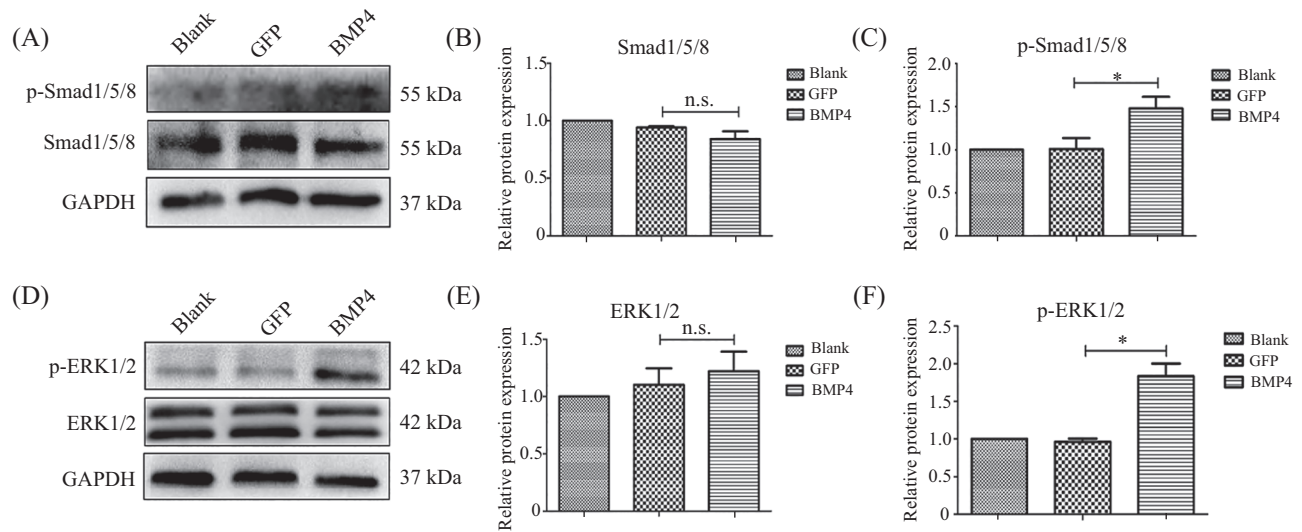 (A)
Blank GFP BMP4
p-Smad1/5/8 55 kDa
Smad1/5/8 55 kDa
GAPDH 37 kDa
(B)
Smad1/5/8
Relative protein expression
1.5
1.0
0.5
0
n.s.
Blank
GFP
BMP4
(C)
p-Smad1/5/8
Relative protein expression
2.0
1.5
1.0
0.5
0
*
Blank
GFP
BMP4
(D)
Blank GFP BMP4
p-ERK1/2 42 kDa
ERK1/2 42 kDa
GAPDH 37 kDa
(E)
ERK1/2
Relative protein expression
1.5
1.0
0.5
0
n.s.
Blank
GFP
BMP4
(F)
p-ERK1/2
Relative protein expression
2.5
2.0
1.5
1.0
0.5
0
*
Blank
GFP
BMP4